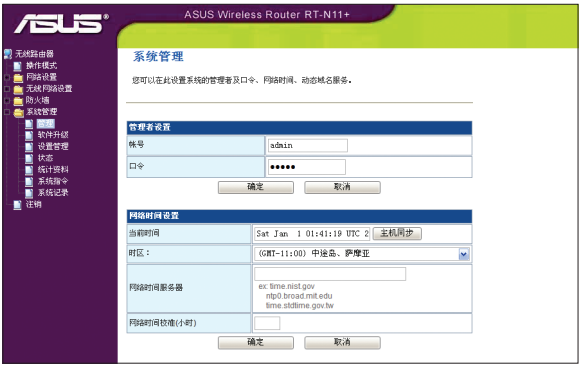 ASUS
ASUS Wireless Router RT-N11+
无线路由器
操作模式
网络设置
无线网络设置
防火墙
系统管理
管理
软件升级
设置管理
状态
统计资料
系统指令
系统记录
注销
系统管理
您可以在此设置系统的管理者及口令、网络时间、动态域名服务。
管理者设置
帐号 admin
口令 •••••
确定 取消
网络时间设置
当前时间 Sat Jan 1 01:41:19 UTC 2 主机同步
时区： (GMT-11:00) 中途岛、萨摩亚
网络时间服务器
ex: time.nist.gov
ntp0.broad.mit.edu
time.stdtime.gov.tw
网络时间校准(小时)
确定 取消